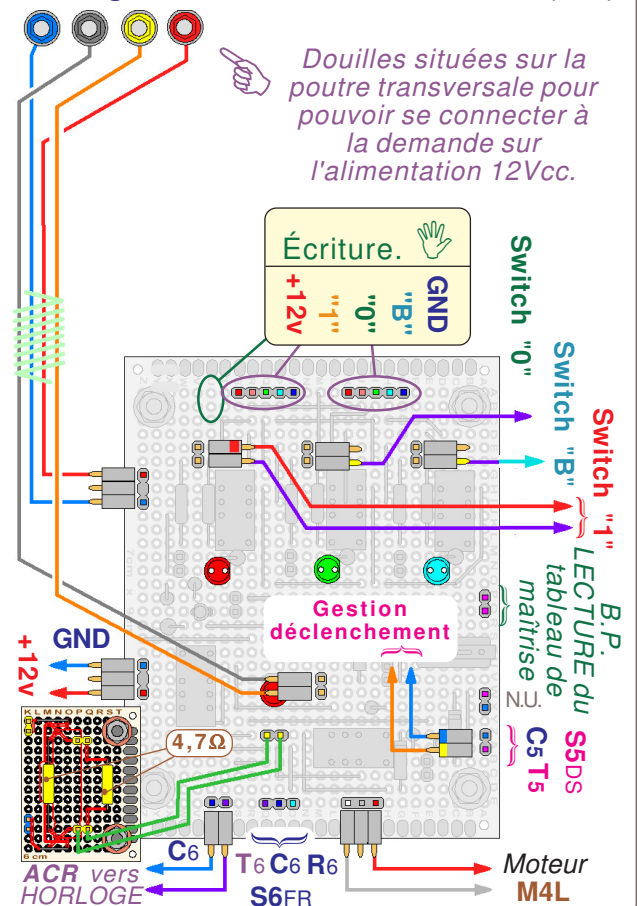 Douilles situées sur la
poutre transversale pour
pouvoir se connecter à
la demande sur
l'alimentation 12Vcc.
Écriture.
+12v
"1"
"0"
"B"
GND
Switch "0"
Switch "B"
Switch "1"
B.P.
LECTURE du
tableau de
maîtrise
Gestion
déclenchement
GND
+12v
N.U.
C5T5
S5DS
KLMNOPQRST
4,7Ω
6 cm
C6
T6 C6 R6
S6FR
ACR vers
HORLOGE
Moteur
M4L